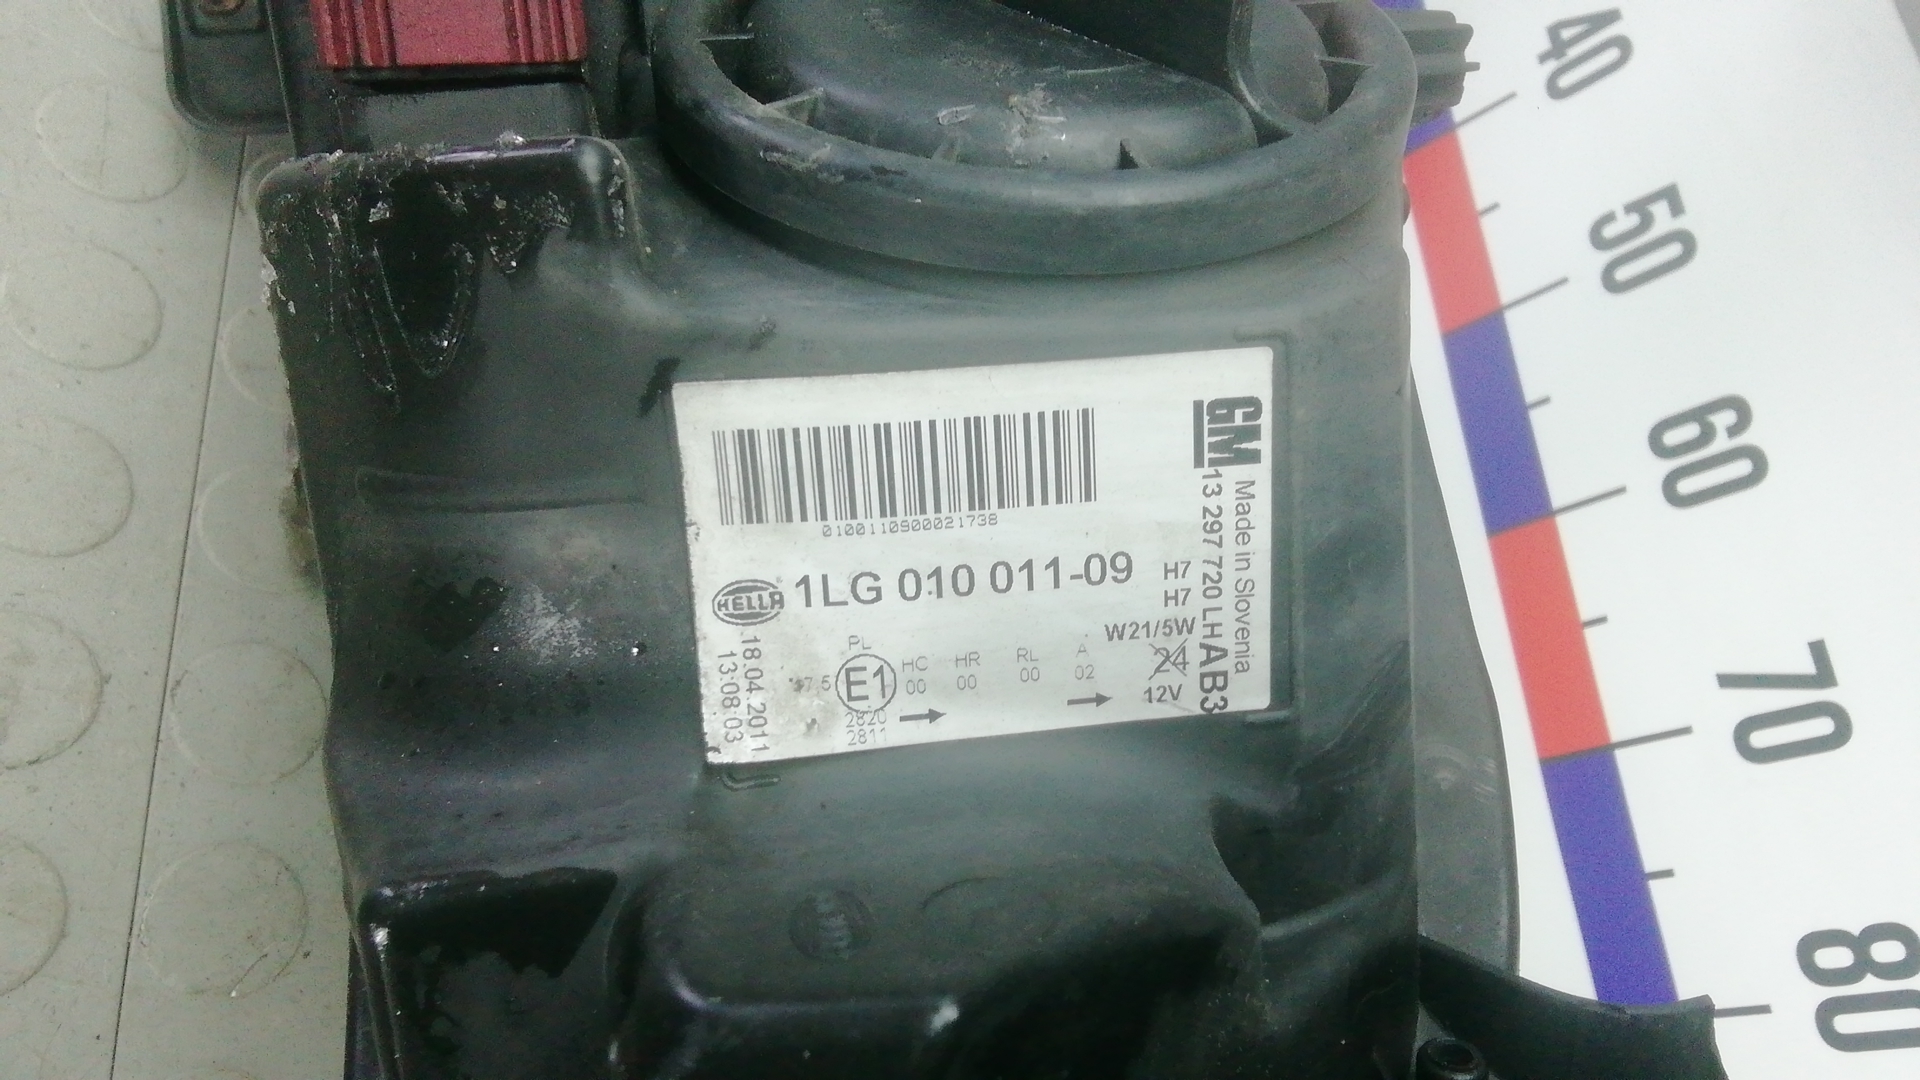 0100110900021738
HELLA
1LG 010 011-09
H7
H7
W21/5W
24
12V
PL
E1
2820
2811
HC
00
HR
00
RL
00
A
02
18.04.2011
13:08:03
GM
13 297 720 LH AB3
Made in Slovenia
40
50
60
70
80